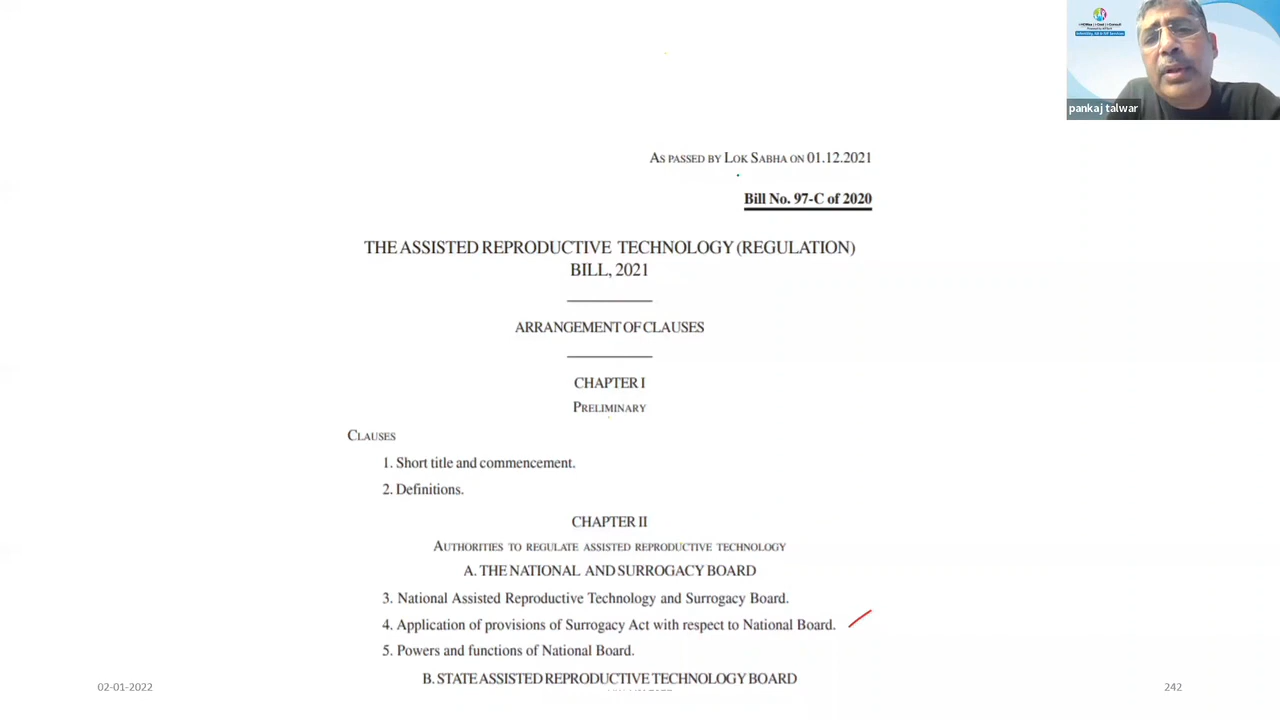 pankaj talwar
AS PASSED BY LOK SABHA ON 01.12.2021
Bill No. 97-C of 2020
THE ASSISTED REPRODUCTIVE TECHNOLOGY (REGULATION)
BILL, 2021
ARRANGEMENT OF CLAUSES
CHAPTER I
PRELIMINARY
CLAUSES
1. Short title and commencement.
2. Definitions.
CHAPTER II
AUTHORITIES TO REGULATE ASSISTED REPRODUCTIVE TECHNOLOGY
A. THE NATIONAL AND SURROGACY BOARD
3. National Assisted Reproductive Technology and Surrogacy Board.
4. Application of provisions of Surrogacy Act with respect to National Board.
5. Powers and functions of National Board.
B. STATE ASSISTED REPRODUCTIVE TECHNOLOGY BOARD
02-01-2022
242